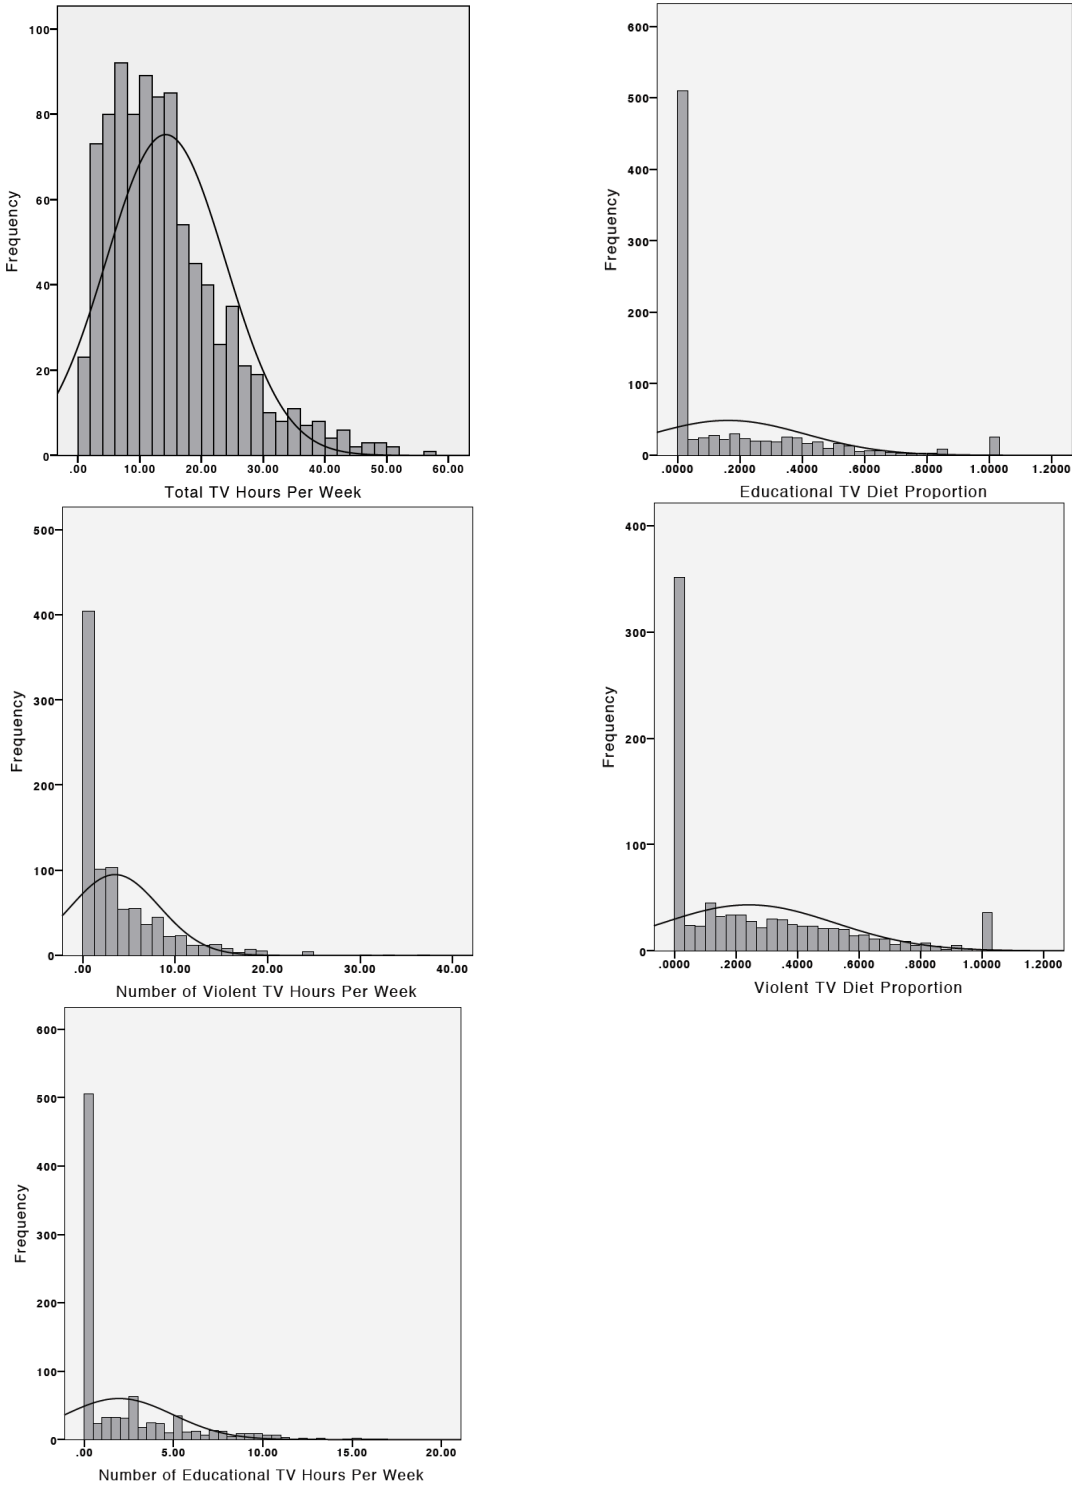 100
80
60
40
20
0
Frequency
.00 10.00 20.00 30.00 40.00 50.00 60.00
Total TV Hours Per Week
600
500
400
300
200
100
0
Frequency
.0000 .2000 .4000 .6000 .8000 1.0000 1.2000
Educational TV Diet Proportion
500
400
300
200
100
0
Frequency
.00 10.00 20.00 30.00 40.00
Number of Violent TV Hours Per Week
400
300
200
100
0
Frequency
.0000 .2000 .4000 .6000 .8000 1.0000 1.2000
Violent TV Diet Proportion
600
500
400
300
200
100
0
Frequency
.00 5.00 10.00 15.00 20.00
Number of Educational TV Hours Per Week